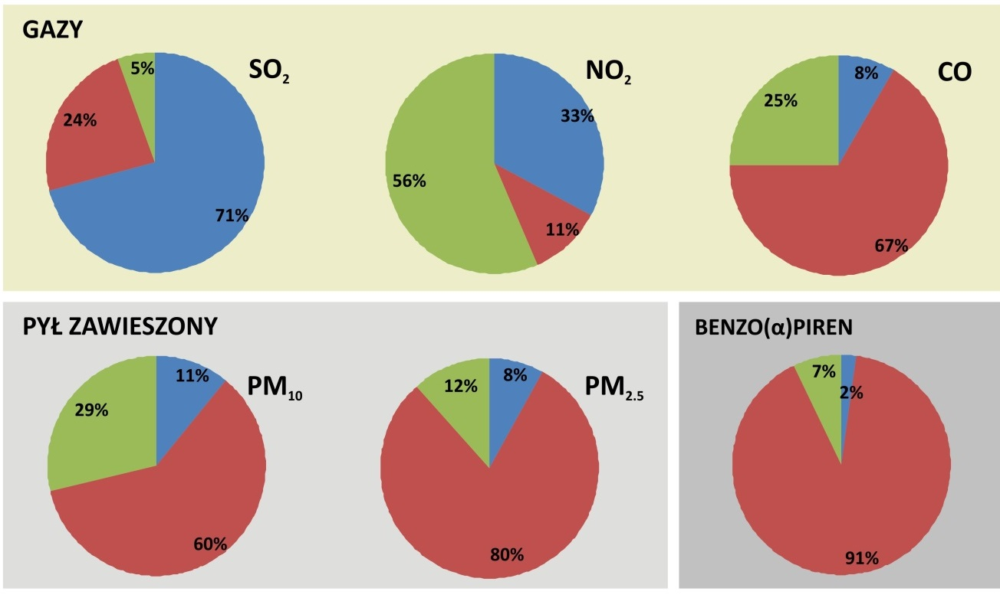 GAZY
SO₂
5%
24%
71%
NO₂
33%
56%
11%
CO
8%
25%
67%
PYŁ ZAWIESZONY
PM₁₀
11%
29%
60%
PM₂.₅
8%
12%
80%
BENZO(α)PIREN
7%
2%
91%